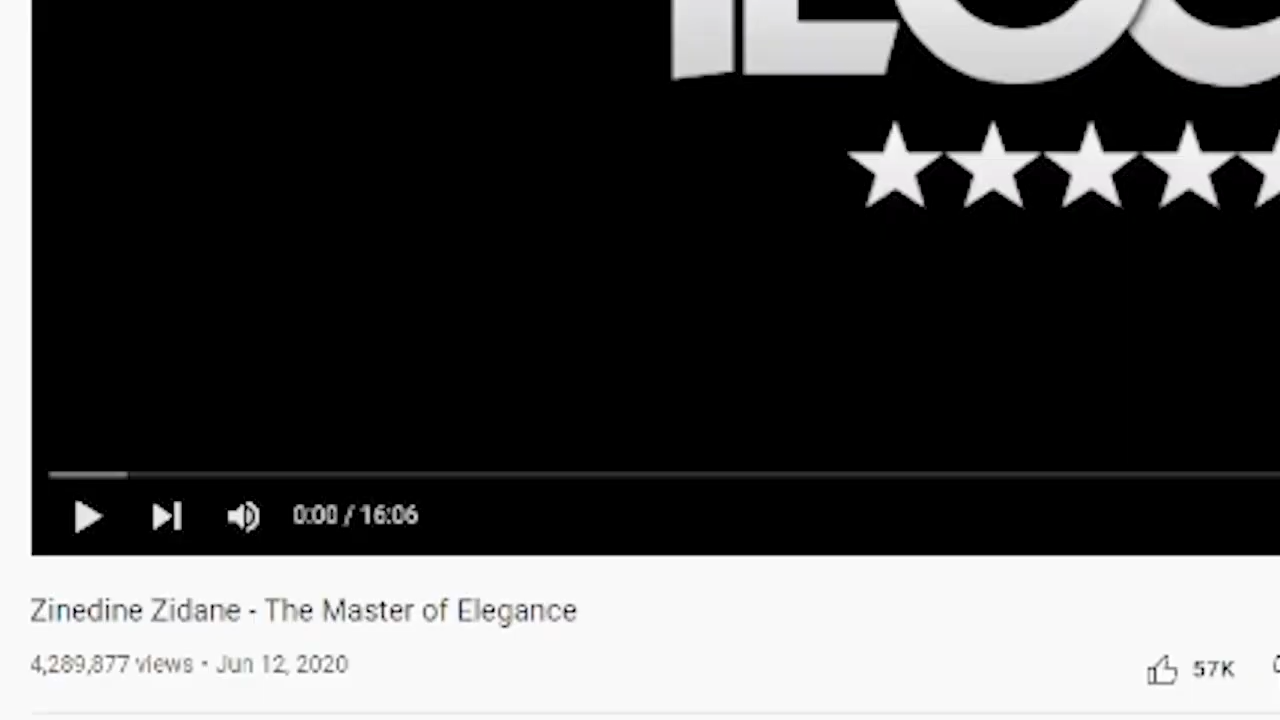 0:00 / 16:06
Zinedine Zidane - The Master of Elegance
4,289,877 views • Jun 12, 2020
57K